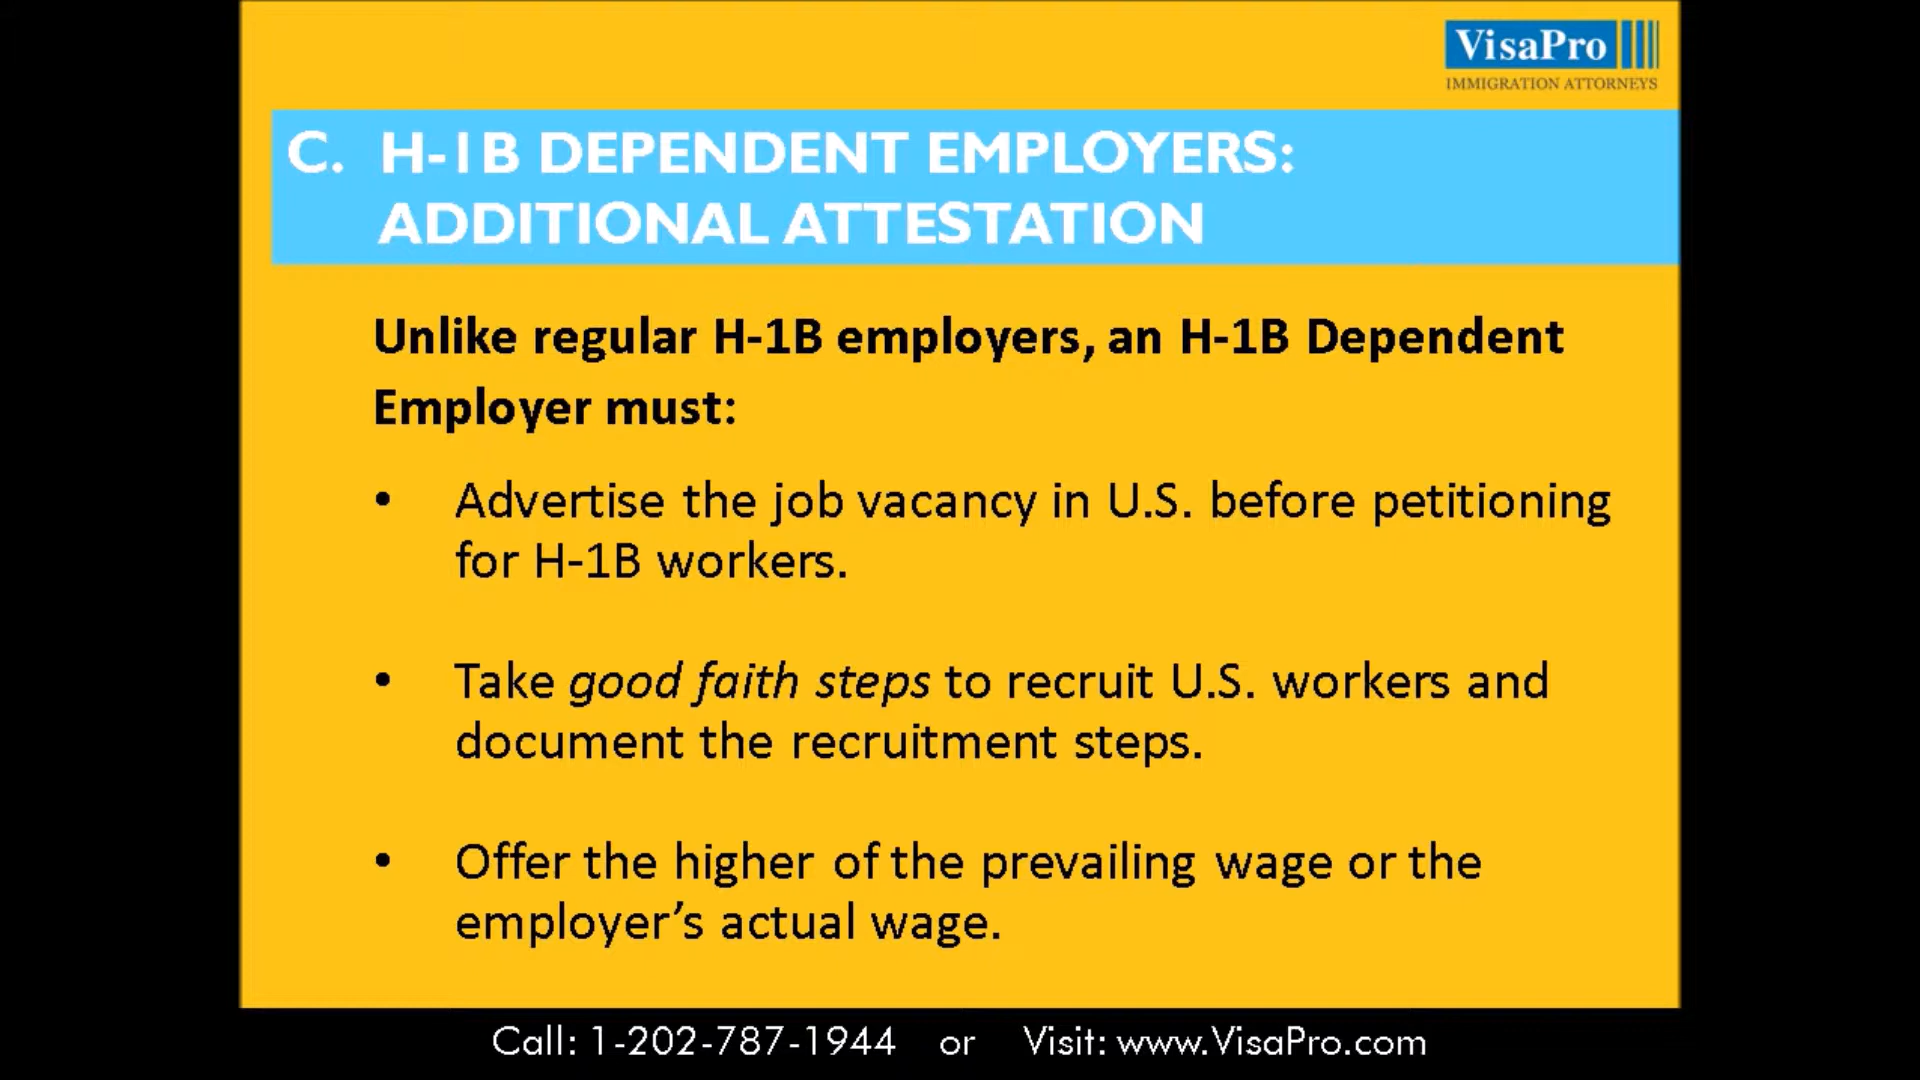 VisaPro
IMMIGRATION ATTORNEYS
C. H-1B DEPENDENT EMPLOYERS:
ADDITIONAL ATTESTATION
Unlike regular H-1B employers, an H-1B Dependent
Employer must:
• Advertise the job vacancy in U.S. before petitioning
for H-1B workers.
• Take good faith steps to recruit U.S. workers and
document the recruitment steps.
• Offer the higher of the prevailing wage or the
employer’s actual wage.
Call: 1-202-787-1944 or Visit: www.VisaPro.com